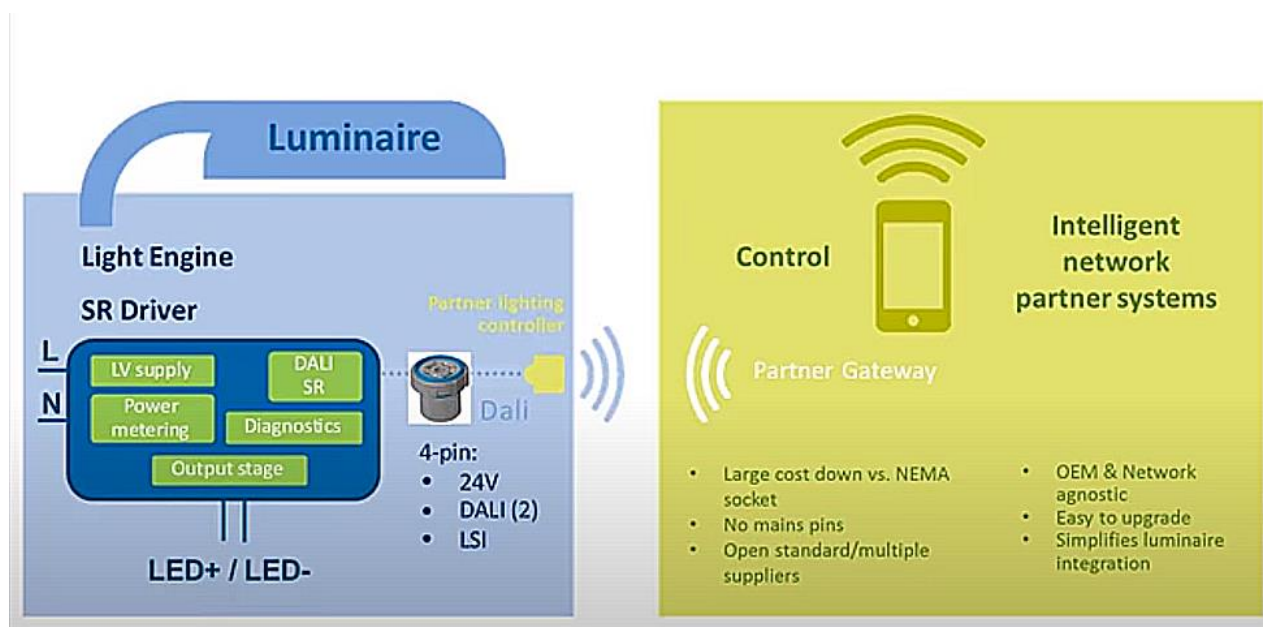 Luminaire
Light Engine
SR Driver
Partner lighting
controller
L
N
LV supply
DALI
SR
Power
metering
Diagnostics
Output stage
Dali
4-pin:
• 24V
• DALI (2)
• LSI
LED+ / LED-
Control
Intelligent
network
partner systems
Partner Gateway
• Large cost down vs. NEMA
socket
• No mains pins
• Open standard/multiple
suppliers
• OEM & Network
agnostic
• Easy to upgrade
• Simplifies luminaire
integration